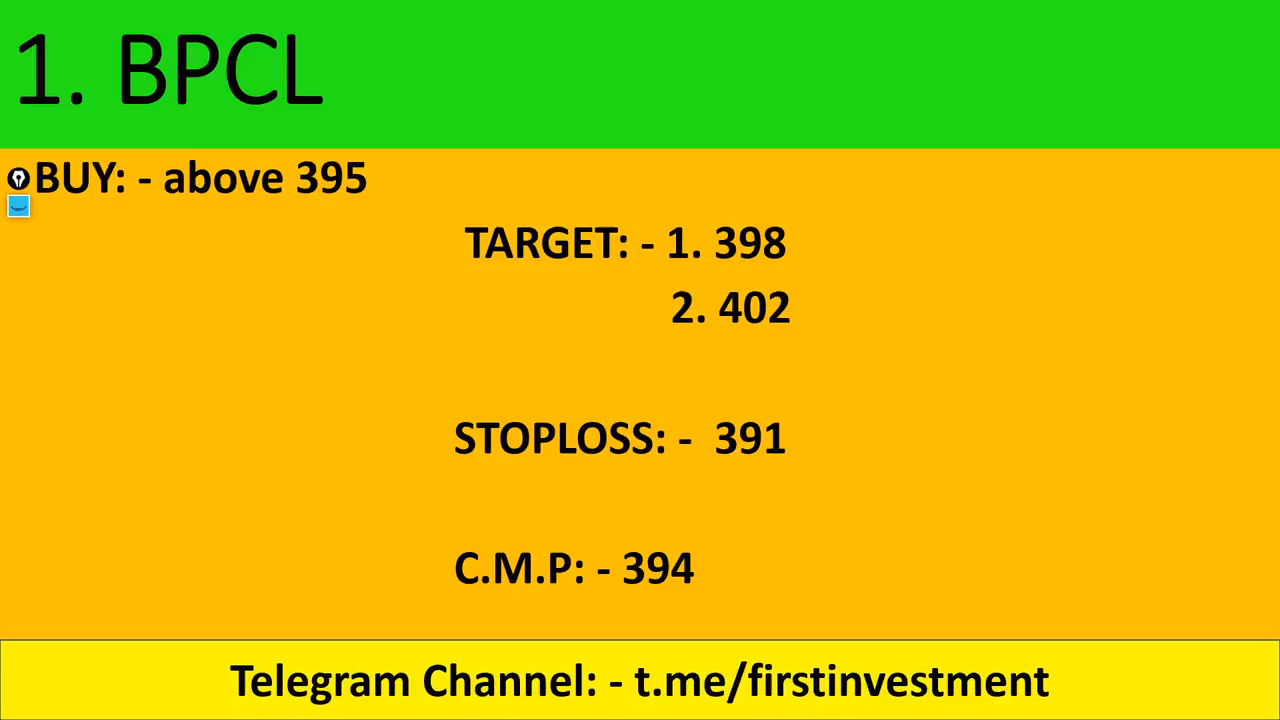 1. BPCL
BUY: - above 395
TARGET: - 1. 398
2. 402
STOPLOSS: -  391
C.M.P: - 394
Telegram Channel: - t.me/firstinvestment